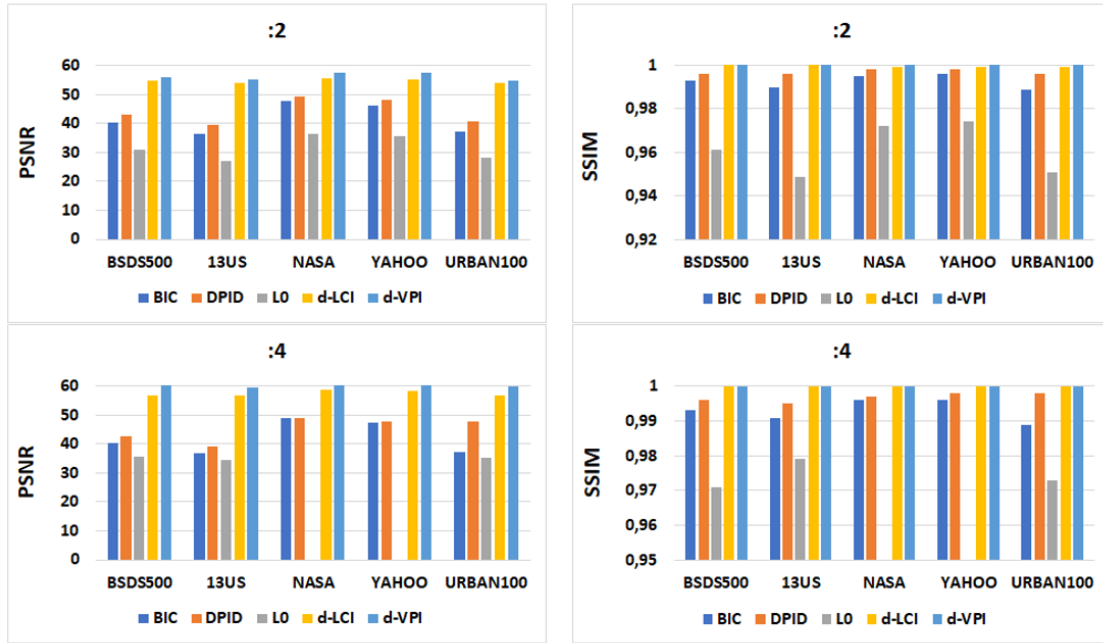 :2
PSNR
60
50
40
30
20
10
0
BSDS500 13US NASA YAHOO URBAN100
BIC DPID L0 d-LCI d-VPI
:2
SSIM
1
0,98
0,96
0,94
0,92
BSDS500 13US NASA YAHOO URBAN100
BIC DPID L0 d-LCI d-VPI
:4
PSNR
60
50
40
30
20
10
0
BSDS500 13US NASA YAHOO URBAN100
BIC DPID L0 d-LCI d-VPI
:4
SSIM
1
0,99
0,98
0,97
0,96
0,95
BSDS500 13US NASA YAHOO URBAN100
BIC DPID L0 d-LCI d-VPI